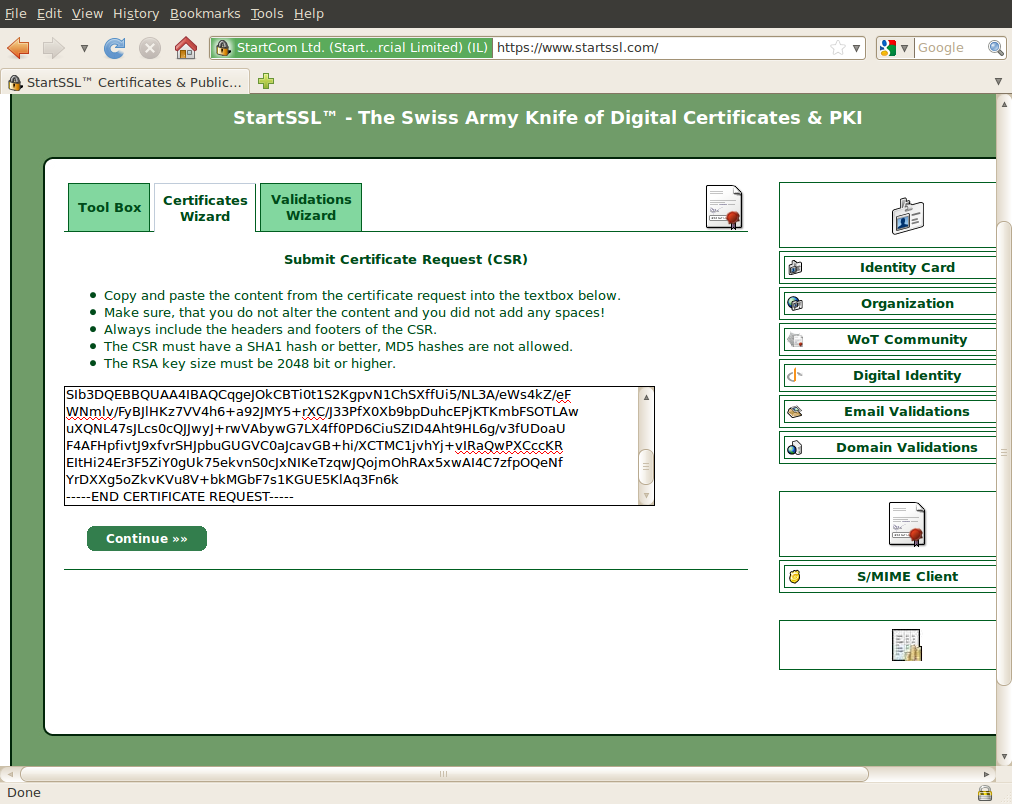 File Edit View History Bookmarks Tools Help
StartCom Ltd. (Start...rcial Limited) (IL) https://www.startssl.com/ Google
StartSSL™ Certificates & Public...
StartSSL™ - The Swiss Army Knife of Digital Certificates & PKI
Tool Box
Certificates
Wizard
Validations
Wizard
Submit Certificate Request (CSR)
Copy and paste the content from the certificate request into the textbox below.
Make sure, that you do not alter the content and you did not add any spaces!
Always include the headers and footers of the CSR.
The CSR must have a SHA1 hash or better, MD5 hashes are not allowed.
The RSA key size must be 2048 bit or higher.
SIb3DQEBBQUAA4IBAQCqgeJOkCBTi0t1S2KgpvN1ChSXffUi5/NL3A/eWs4kZ/eF
WNmlv/FyBJlHKz7VV4h6+a92JMY5+rXC/J33PfX0Xb9bpDuhcEPjKTKmbFSOTLAw
uXQNL47sJLcs0cQJJwyJ+rwVAbywG7LX4ff0PD6CiuSZID4Aht9HL6g/v3fUDoaU
F4AFHpfivtJ9xfvrSHJpbuGUGVC0aJcavGB+hi/XCTMC1jvhYj+vIRaQwPXCccKR
EItHi24Er3F5ZiY0gUk75ekvnS0cJxNIKeTzqwJQojmOhRAx5xwAI4C7zfpOQeNf
YrDXXg5oZkvKVu8V+bkMGbF7s1KGUE5KlAq3Fn6k
-----END CERTIFICATE REQUEST-----
Continue »»
Identity Card
Organization
WoT Community
Digital Identity
Email Validations
Domain Validations
S/MIME Client
Done